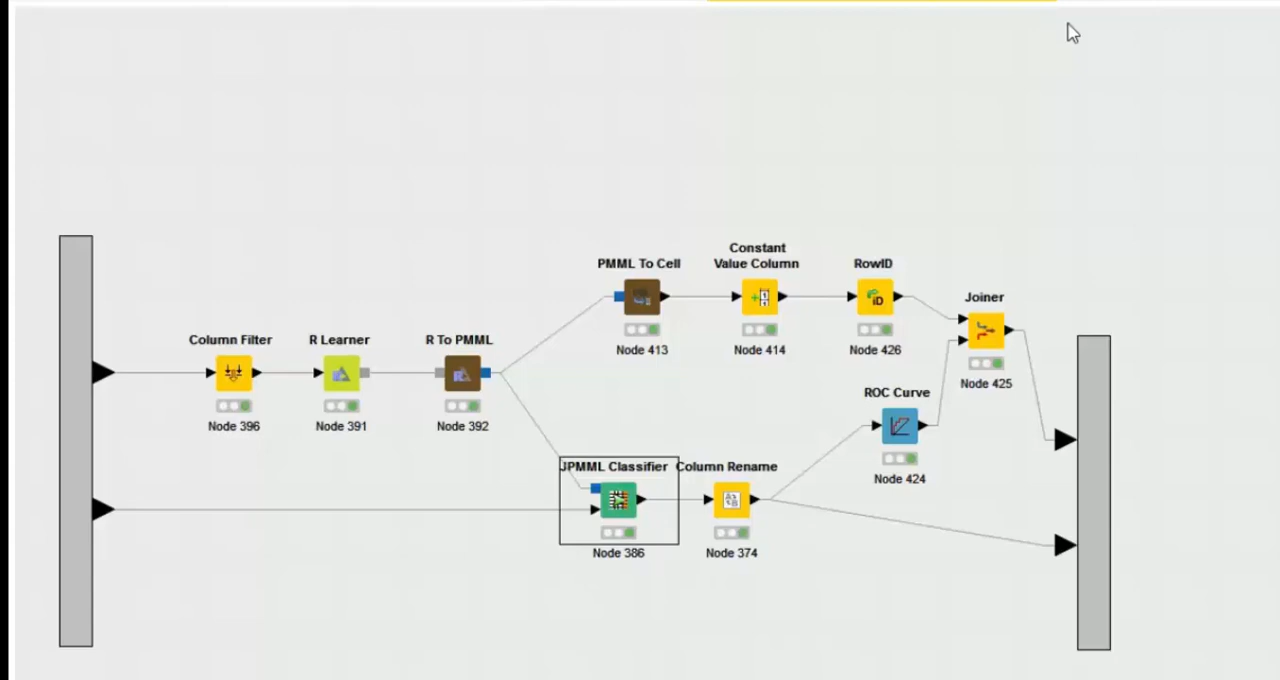 Constant
PMML To Cell
Value Column
RowID
Joiner
Column Filter
R Learner
R To PMML
Node 413
Node 414
Node 426
Node 425
ROC Curve
Node 396
Node 391
Node 392
JPMML Classifier
Column Rename
Node 424
Node 386
Node 374